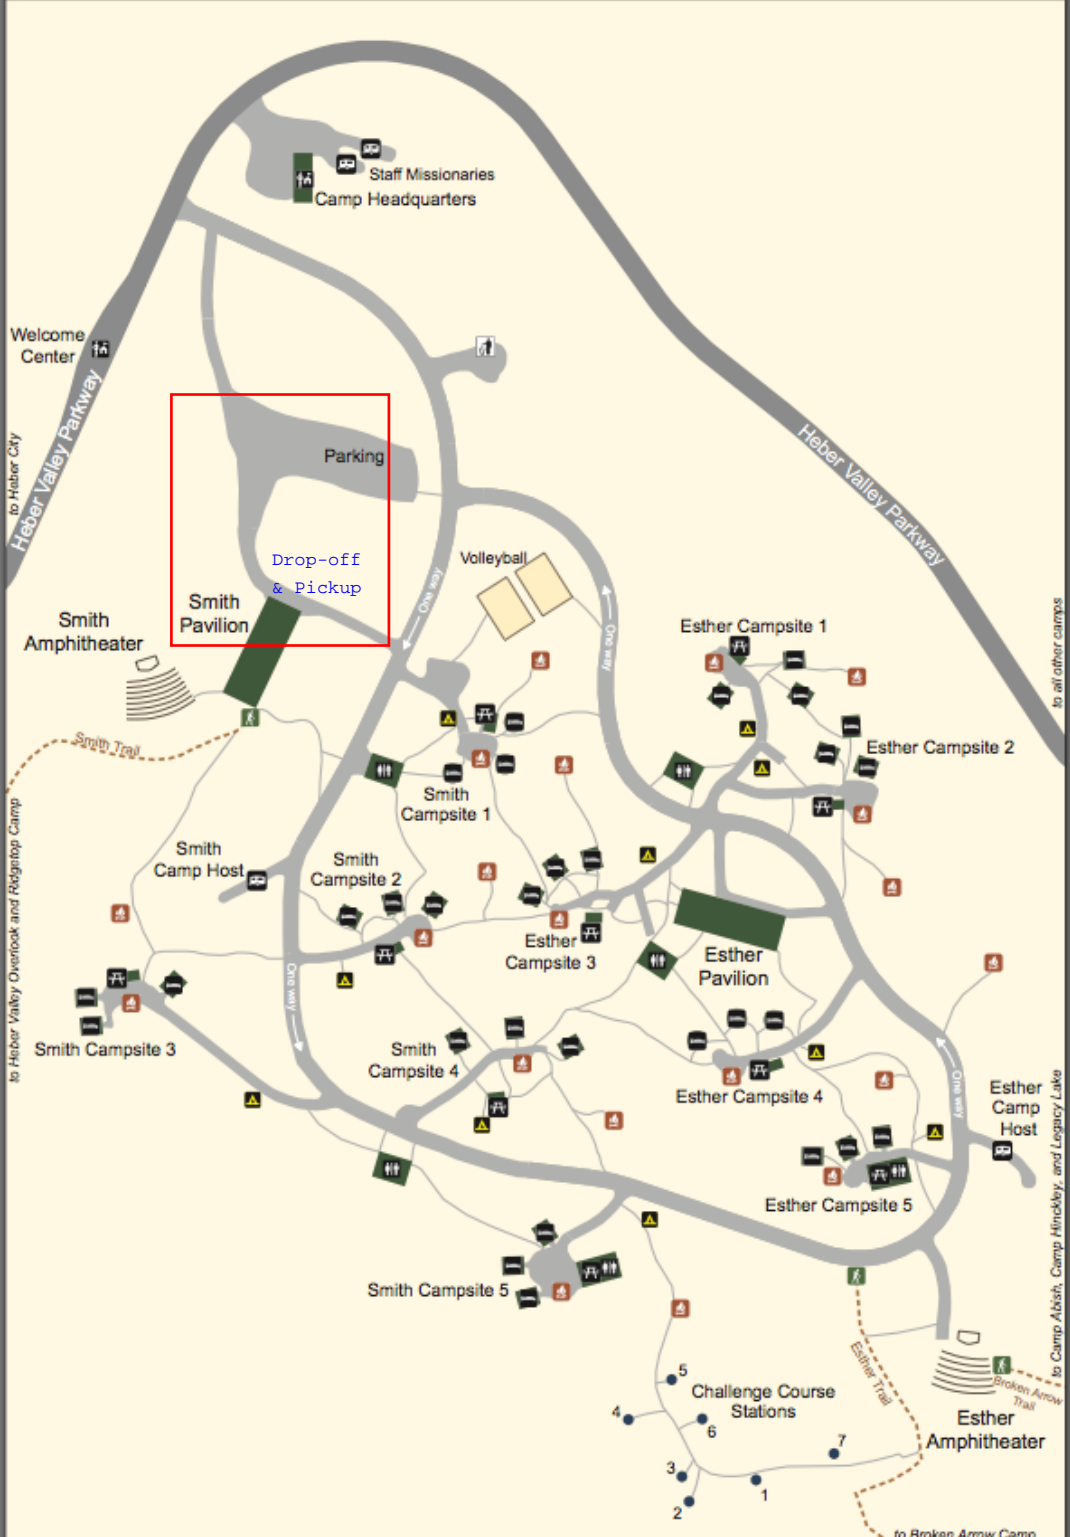 Staff Missionaries
Camp Headquarters
Welcome
Center
Heber Valley Parkway
to Heber City
Parking
Heber Valley Parkway
Drop-off
& Pickup
Volleyball
One way
Smith
Pavilion
Smith
Amphitheater
One way
Esther Campsite 1
to all other camps
Smith Trail
Esther Campsite 2
Smith
Campsite 1
to Heber Valley Overlook and Ridgetop Camp
Smith
Camp Host
Smith
Campsite 2
Esther
Campsite 3
Esther
Pavilion
One way
Smith Campsite 3
Smith
Campsite 4
Esther Campsite 4
One way
Esther
Camp
Host
to Camp Abish, Camp Hinckley, and Legacy Lake
Esther Campsite 5
Smith Campsite 5
Esther Trail
Broken Arrow
Trail
5
Challenge Course
Stations
4
6
Esther
Amphitheater
7
3
1
2
to Broken Arrow Camp